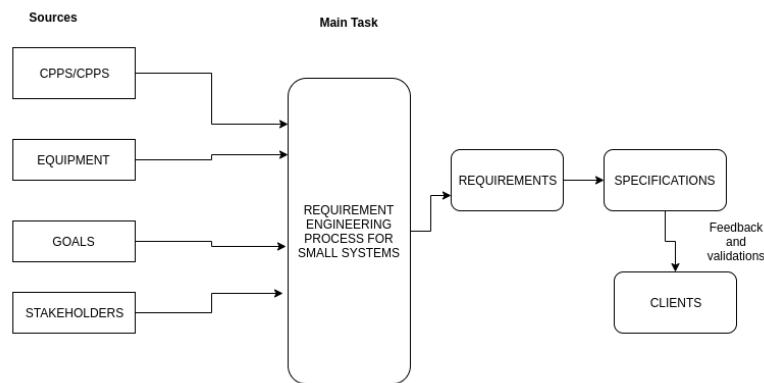 Sources
Main Task
CPPS/CPPS
EQUIPMENT
GOALS
STAKEHOLDERS
REQUIREMENT
ENGINEERING
PROCESS FOR
SMALL SYSTEMS
REQUIREMENTS
SPECIFICATIONS
Feedback
and
validations
CLIENTS